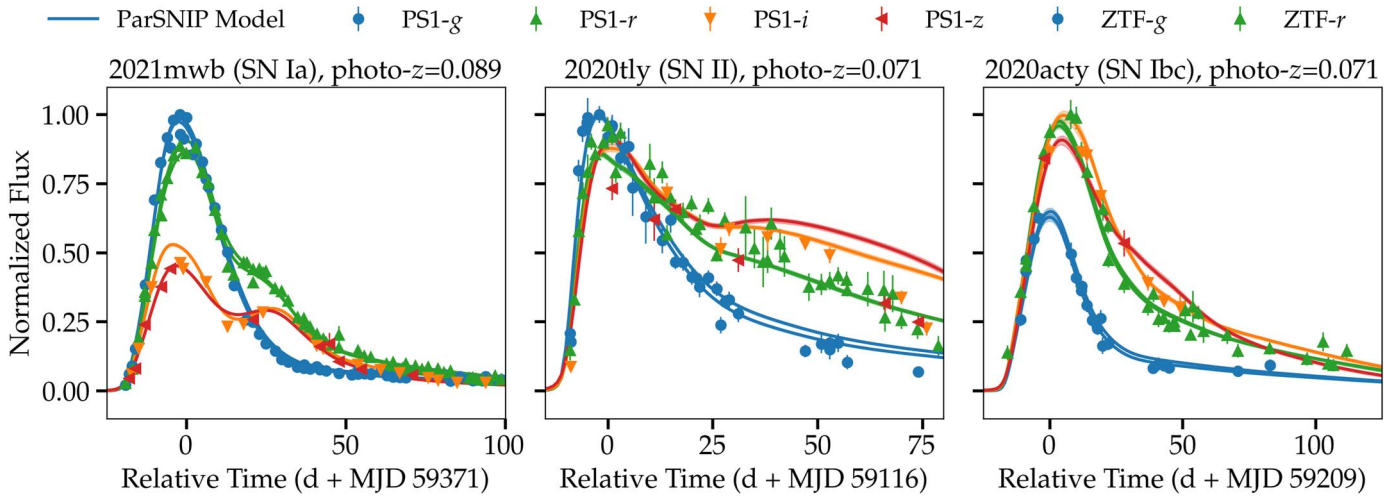 ParSNIP Model PS1-g PS1-r PS1-i PS1-z ZTF-g ZTF-r
2021mwb (SN Ia), photo-z=0.089 2020tly (SN II), photo-z=0.071 2020acty (SN Ibc), photo-z=0.071
Normalized Flux
1.00
0.75
0.50
0.25
0.00
0 50 100 0 25 50 75 0 50 100
Relative Time (d + MJD 59371) Relative Time (d + MJD 59116) Relative Time (d + MJD 59209)